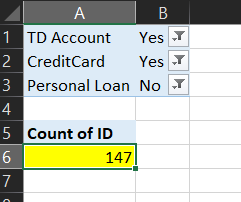 A B
1 TD Account Yes
2 CreditCard Yes
3 Personal Loan No
4
5 Count of ID
6 147
7
8